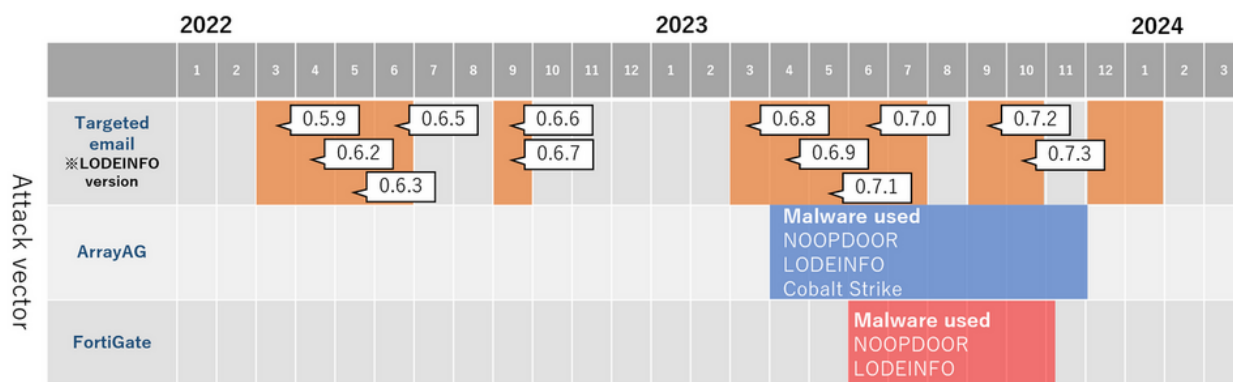 2022
2023
2024
1 2 3 4 5 6 7 8 9 10 11 12 1 2 3 4 5 6 7 8 9 10 11 12 1 2 3
Attack vector
Targeted
email
※LODEINFO
version
0.5.9
0.6.5
0.6.6
0.6.8
0.7.0
0.7.2
0.6.2
0.6.7
0.6.9
0.7.3
0.6.3
0.7.1
ArrayAG
Malware used
NOOPDOOR
LODEINFO
Cobalt Strike
FortiGate
Malware used
NOOPDOOR
LODEINFO